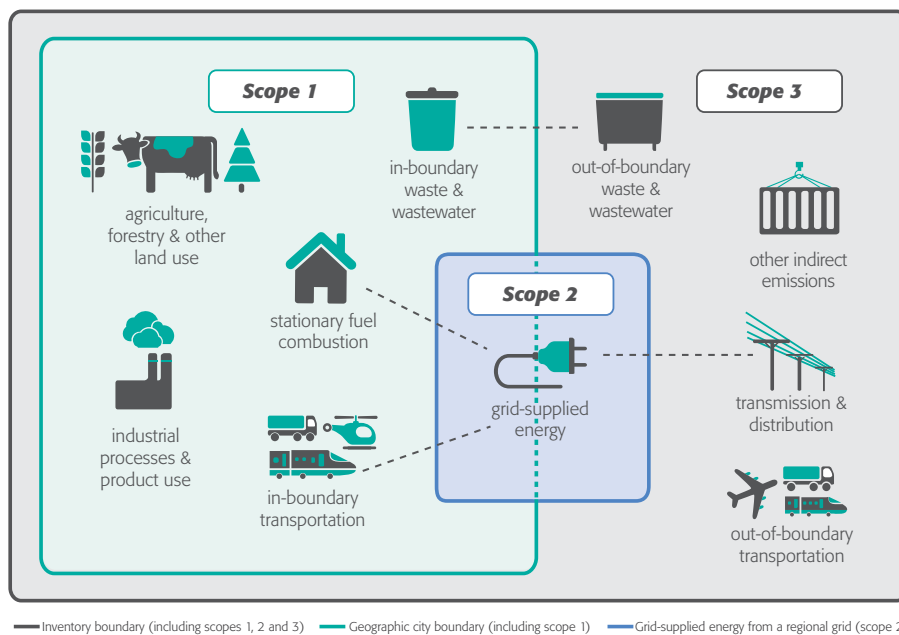 Scope 1
Scope 3
in-boundary
waste &
wastewater
out-of-boundary
waste &
wastewater
agriculture,
forestry & other
land use
other indirect
emissions
Scope 2
stationary fuel
combustion
grid-supplied
energy
transmission &
distribution
industrial
processes &
product use
in-boundary
transportation
out-of-boundary
transportation
Inventory boundary (including scopes 1, 2 and 3)
Geographic city boundary (including scope 1)
Grid-supplied energy from a regional grid (scope 2